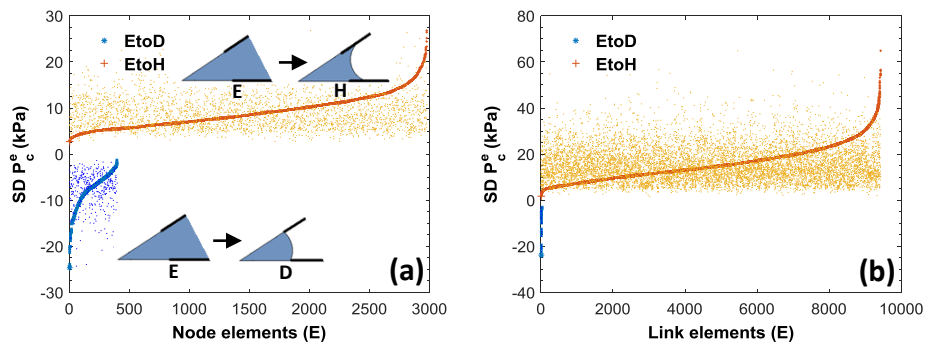 30
20
10
0
-10
-20
-30
SD P_c^e (kPa)
EtoD
EtoH
E
H
E
D
(a)
0 500 1000 1500 2000 2500 3000
Node elements (E)
80
60
40
20
0
-20
-40
SD P_c^e (kPa)
EtoD
EtoH
(b)
0 2000 4000 6000 8000 10000
Link elements (E)